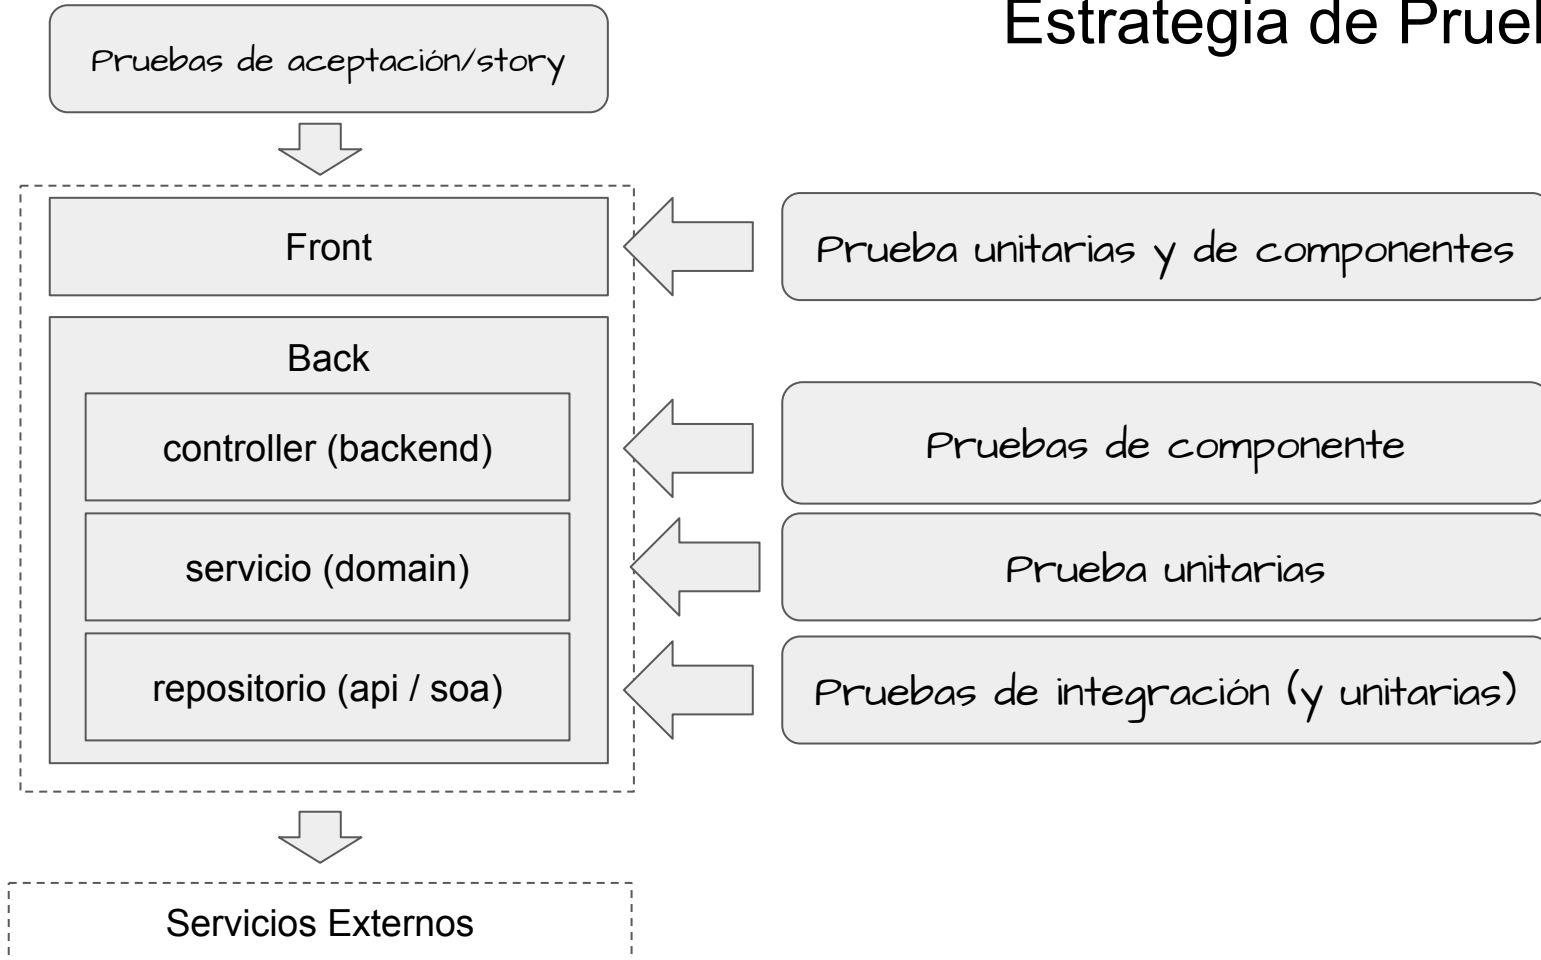 Estrategia de
Pruebas de aceptación/story
Front
Prueba unitarias y de componentes
Back
controller (backend)
Pruebas de componente
servicio (domain)
Prueba unitarias
repositorio (api / soa)
Pruebas de integración (y unitarias)
Servicios Externos